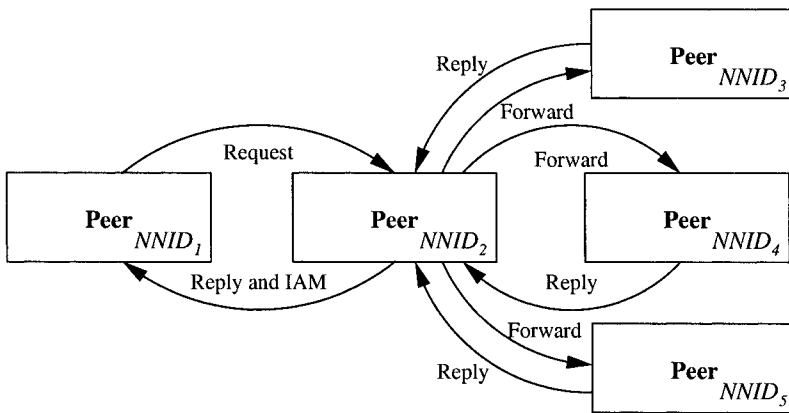 Reply
Peer
NNID3
Forward
Request
Forward
Peer
NNID1
Peer
NNID2
Peer
NNID4
Reply and IAM
Reply
Forward
Reply
Peer
NNID5